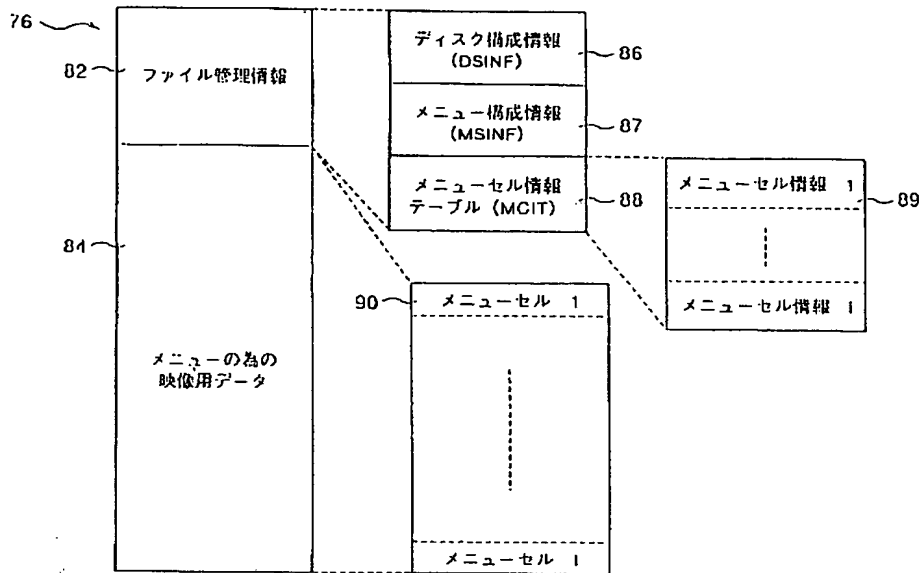 76
82
ファイル管理情報
84
メニューの為の
映像用データ
ディスク構成情報
(DSINF)
86
メニュー構成情報
(MSINF)
87
メニューセル情報
テーブル (MCIT)
88
メニューセル情報 1
89
メニューセル情報 i
90
メニューセル 1
メニューセル i